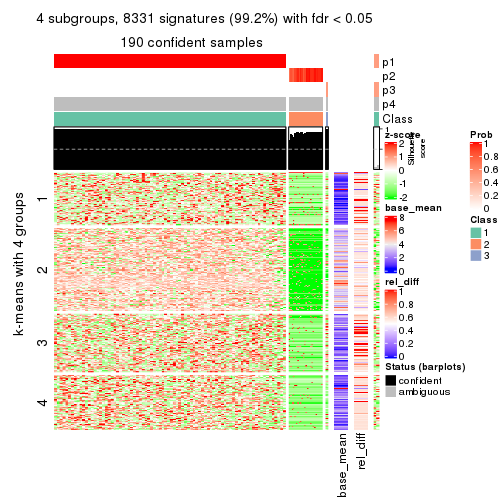 4 subgroups, 8331 signatures (99.2%) with fdr < 0.05
190 confident samples
p1
p2
p3
p4
Class
1
Silhouette
score
k-means with 4 groups
1
2
3
4
base_mean
rel_diff
z-score
2
1
0
-1
-2
base_mean
8
6
4
2
0
rel_diff
1
0.8
0.6
0.4
0.2
0
Status (barplots)
confident
ambiguous
Prob
1
0.8
0.6
0.4
0.2
0
Class
1
2
3